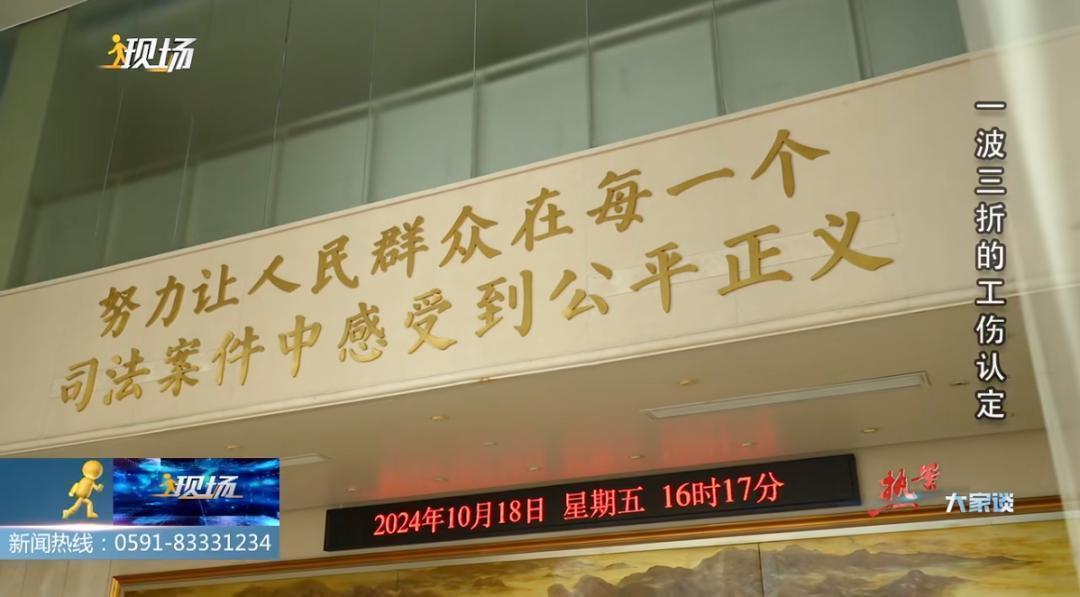 现场
一波三折的工伤认定
努力让人民群众在每一个
司法案件中感受到公平正义
2024年10月18日 星期五 16时17分
热案
大家谈
现场
新闻热线：0591-83331234